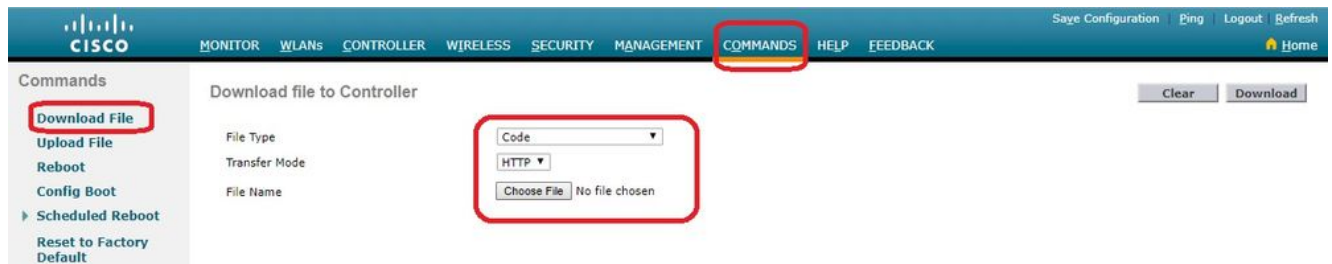 Save Configuration Ping Logout Refresh
CISCO
MONITOR WLANs CONTROLLER WIRELESS SECURITY MANAGEMENT COMMANDS HELP FEEDBACK
Home
Commands
Download File
Upload File
Reboot
Config Boot
Scheduled Reboot
Reset to Factory
Default
Download file to Controller
Clear Download
File Type Code
Transfer Mode HTTP
File Name Choose File No file chosen